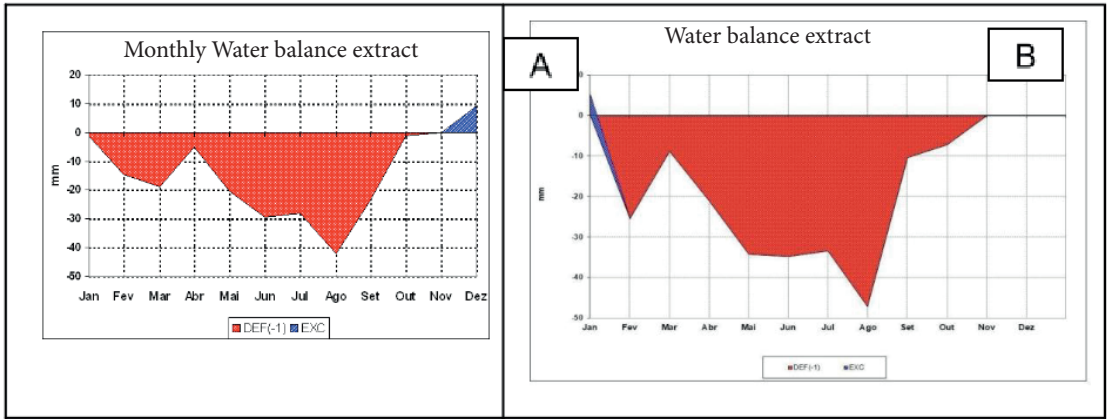 Monthly Water balance extract
A
20
10
0
-10
-20
-30
-40
-50
mm
Jan Fev Mar Abr Mai Jun Jul Ago Set Out Nov Dez
DEF(-1) EXC
Water balance extract
B
0
-10
-20
-30
-40
-50
mm
Jan Fev Mar Abr Mai Jun Jul Ago Set Out Nov Dez
DEF(-1) EXC